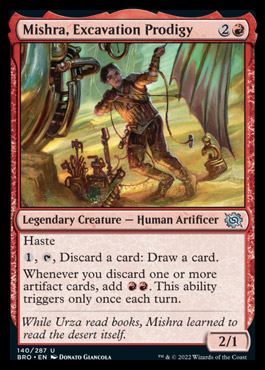 Mishra, Excavation Prodigy 2
Legendary Creature — Human Artificer
Haste
1, , Discard a card: Draw a card.
Whenever you discard one or
more artifact cards, add . This ability
triggers only once each turn.
While Urza read books, Mishra learned to
read the desert itself.
2/1
140/287 U
BRO • EN DONATO GIANCOLA
™ & © 2022 Wizards of the Coast